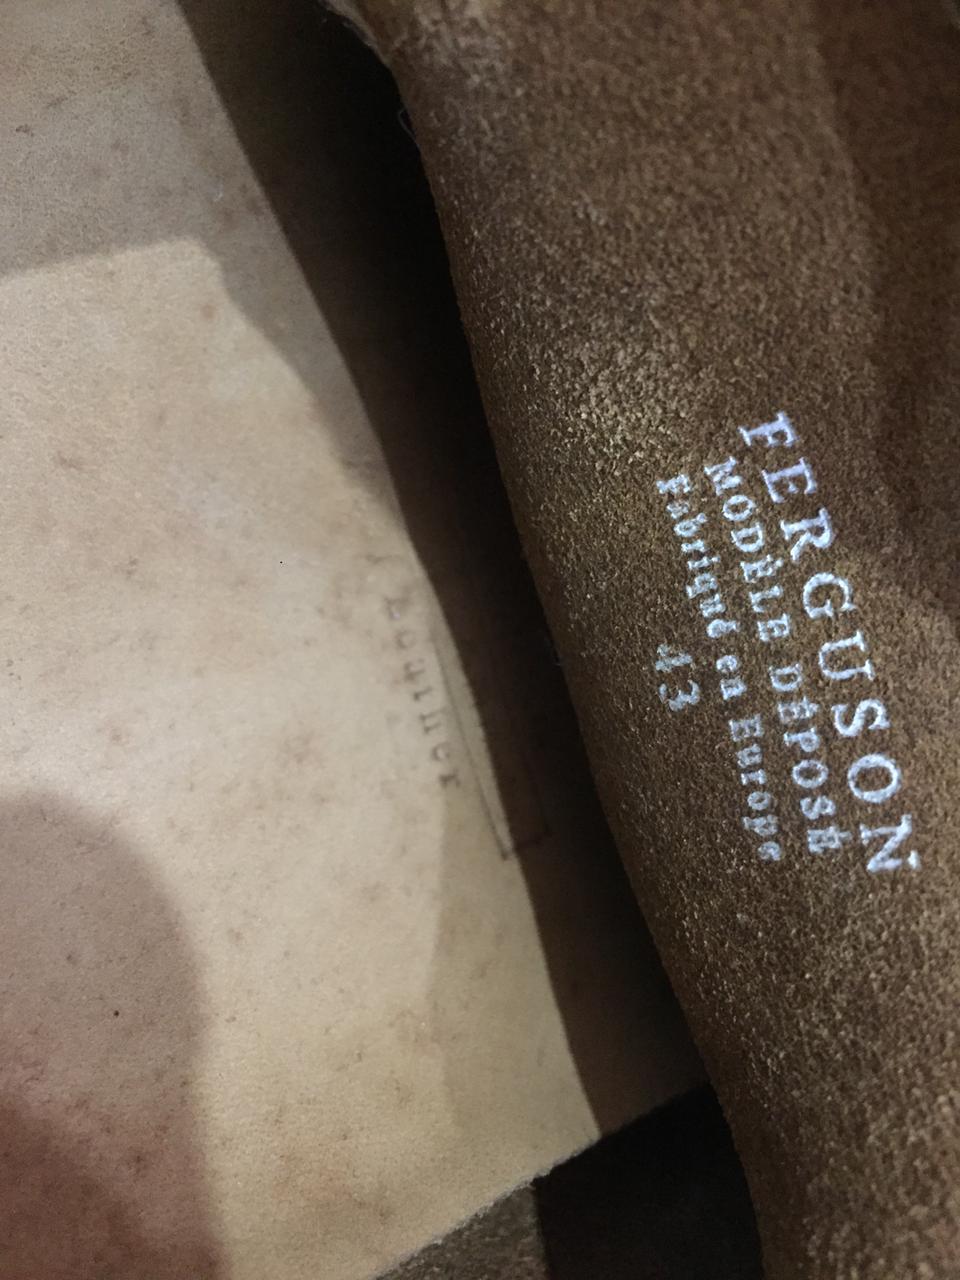 FERGUSON
MODÈLE DÉPOSÉ
Fabriqué en Europe
43